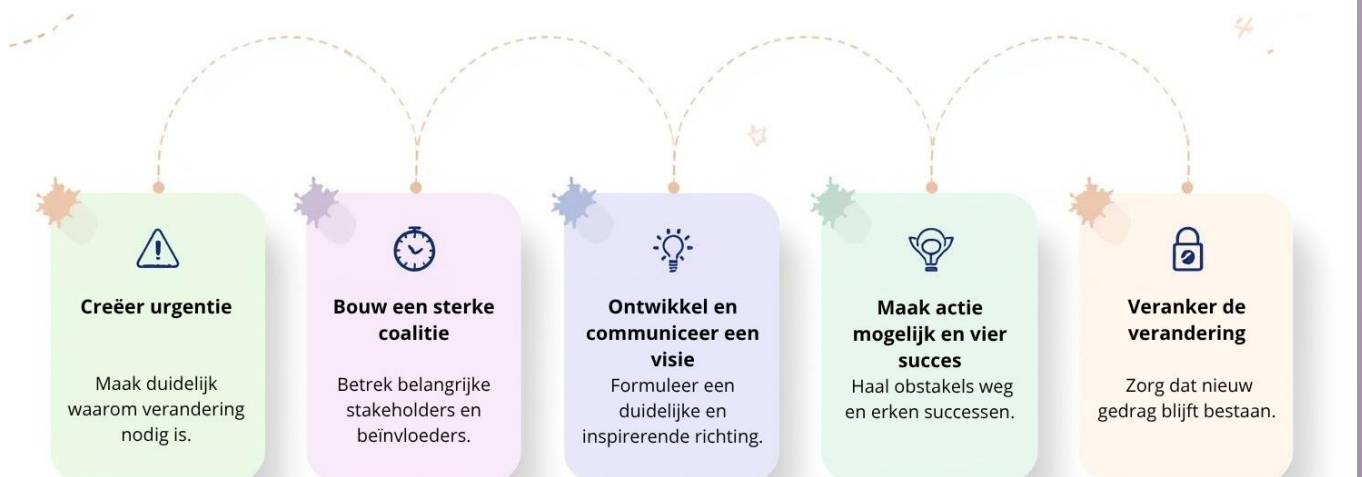 Creëer urgentie
Maak duidelijk
waarom verandering
nodig is.
Bouw een sterke
coalitie
Betrek belangrijke
stakeholders en
beïnvloeders.
Ontwikkel en
communiceer een
visie
Formuleer een
duidelijke en
inspirerende richting.
Maak actie
mogelijk en vier
succes
Haal obstakels weg
en erken successen.
Veranker de
verandering
Zorg dat nieuw
gedrag blijft bestaan.